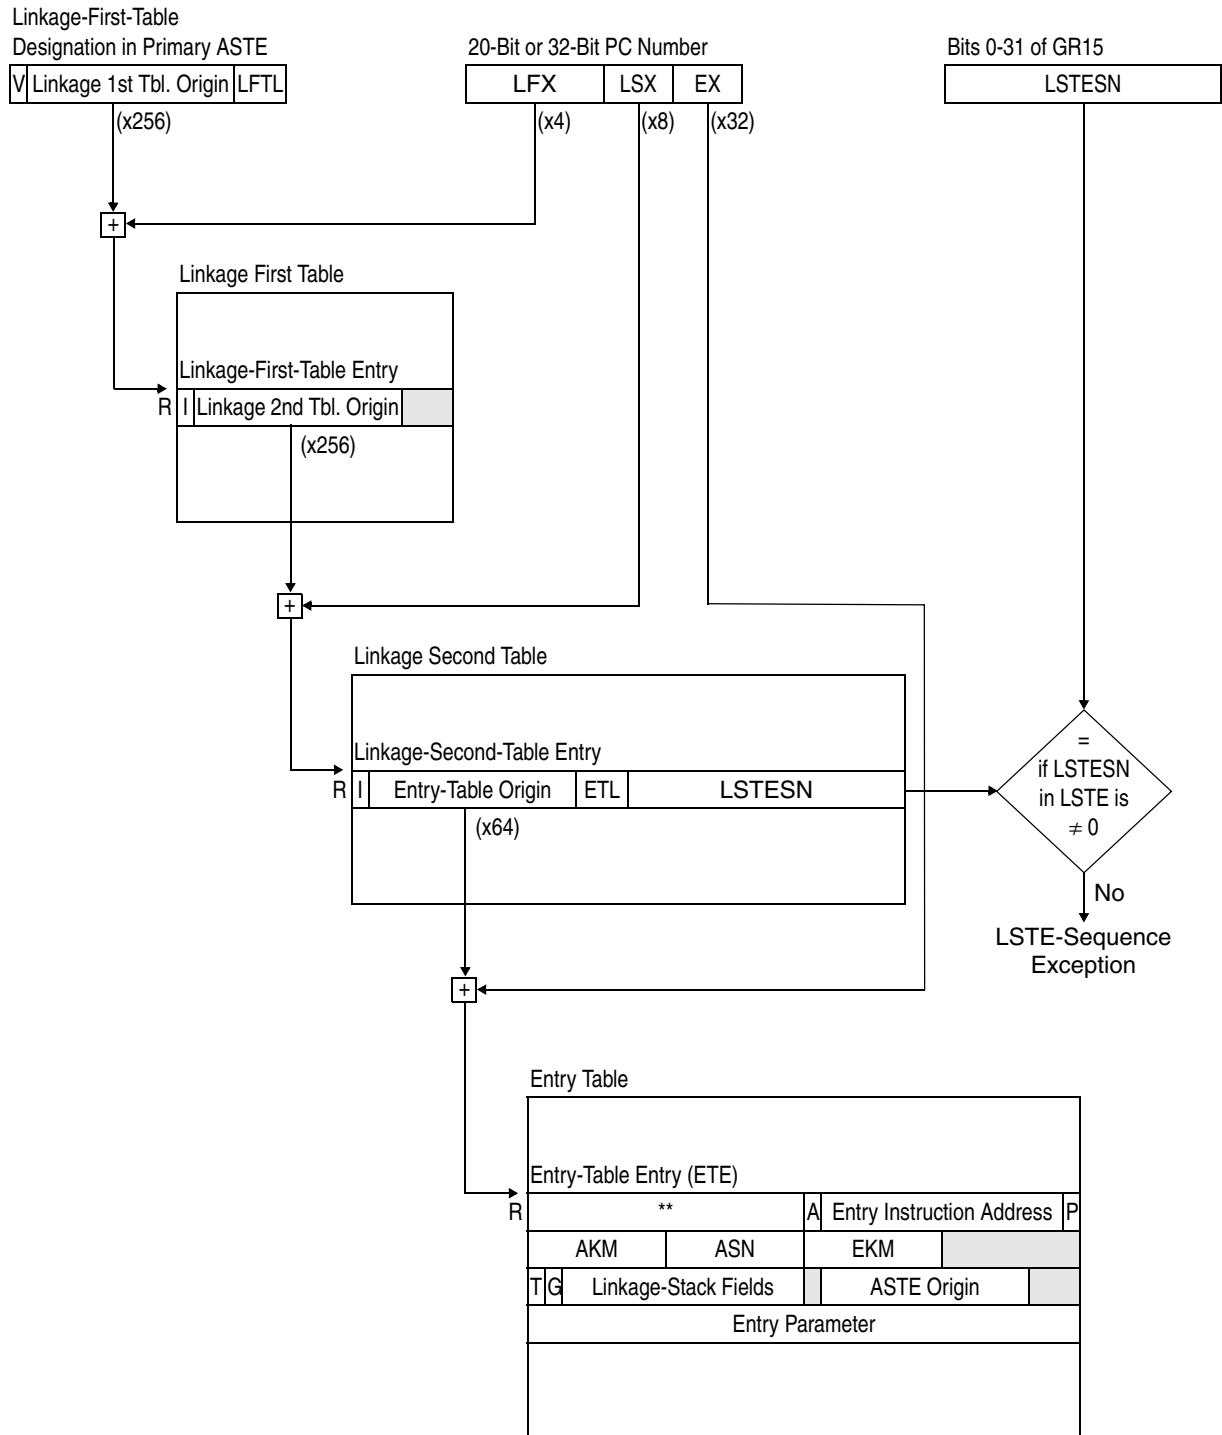 Linkage-First-Table
Designation in Primary ASTE
20-Bit or 32-Bit PC Number
Bits 0-31 of GR15
V Linkage 1st Tbl. Origin LFTL
LFX LSX EX
LSTESN
(x256)
(x4) (x8) (x32)
+
Linkage First Table
Linkage-First-Table Entry
R I Linkage 2nd Tbl. Origin
(x256)
+
Linkage Second Table
Linkage-Second-Table Entry
R I Entry-Table Origin ETL LSTESN
(x64)
=
if LSTESN
in LSTE is
≠ 0
No
LSTE-Sequence
Exception
+
Entry Table
Entry-Table Entry (ETE)
R ** A Entry Instruction Address P
AKM ASN EKM
T G Linkage-Stack Fields ASTE Origin
Entry Parameter